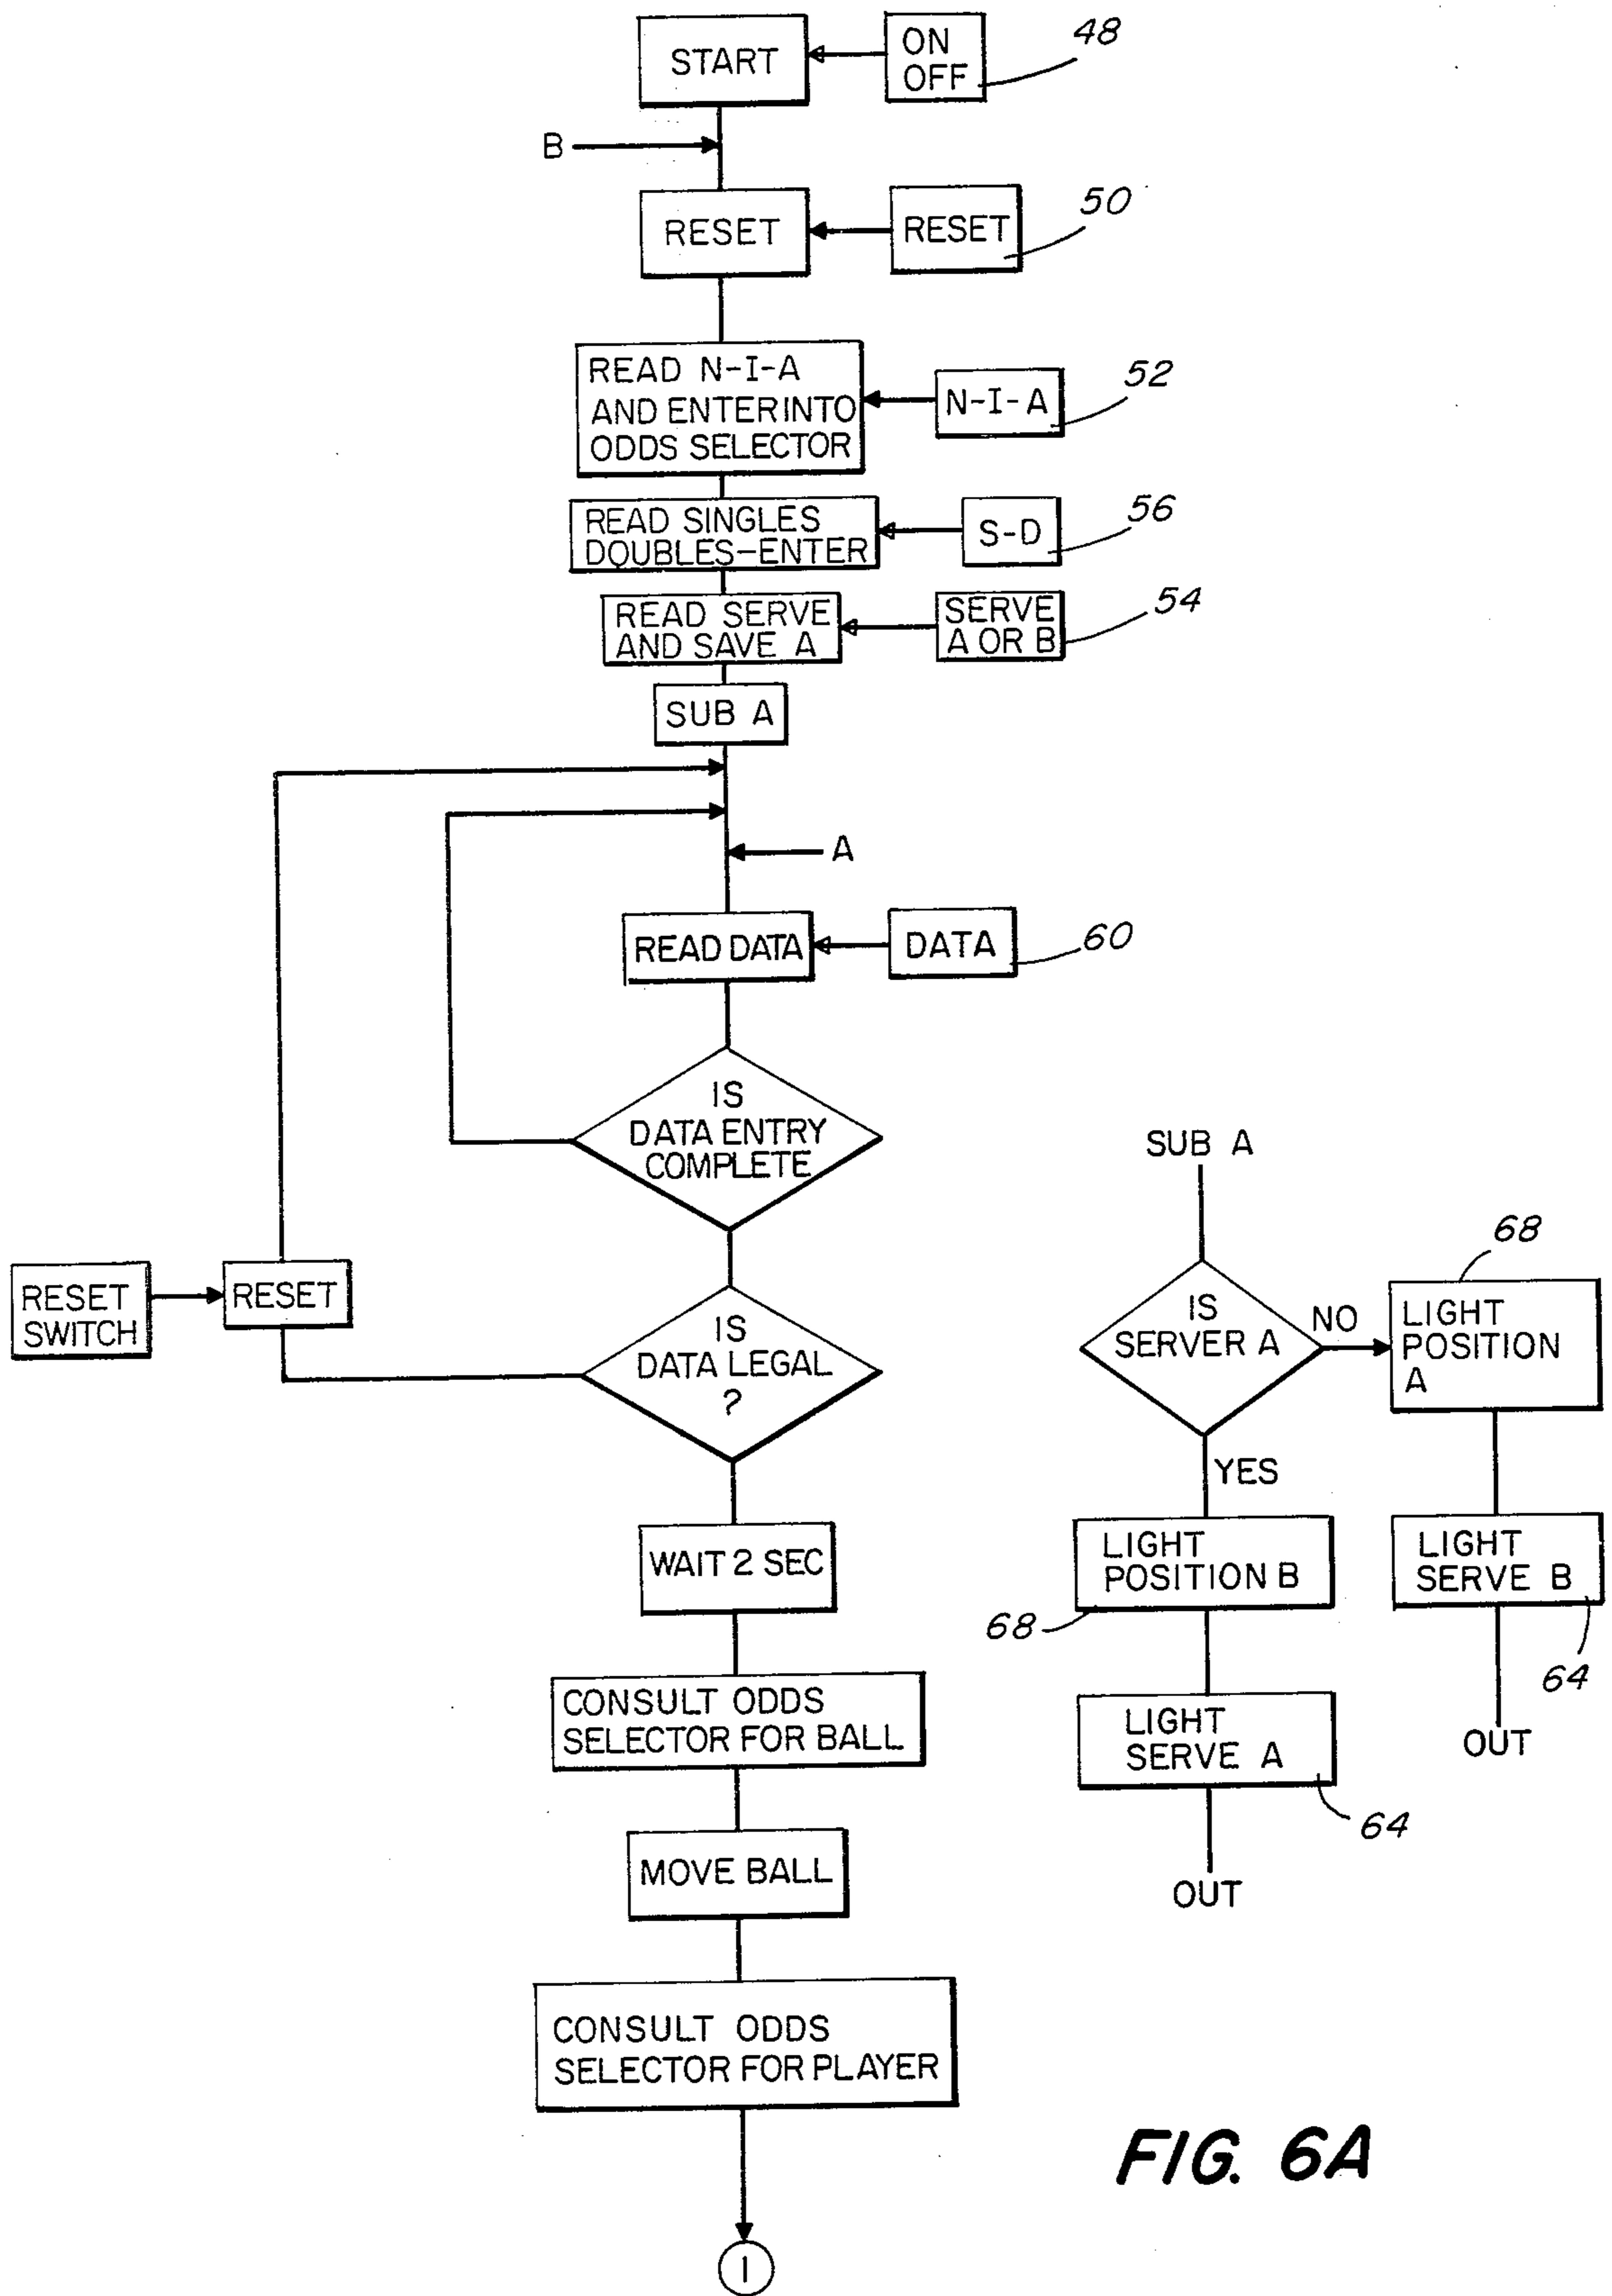 START
ON
OFF
48
B
RESET
RESET
50
READ N-I-A
AND ENTER INTO
ODDS SELECTOR
N-I-A
52
READ SINGLES
DOUBLES-ENTER
S-D
56
READ SERVE
AND SAVE A
SERVE
A OR B
54
SUB A
A
READ DATA
DATA
60
IS
DATA ENTRY
COMPLETE
RESET
SWITCH
RESET
IS
DATA LEGAL
?
WAIT 2 SEC
CONSULT ODDS
SELECTOR FOR BALL
MOVE BALL
CONSULT ODDS
SELECTOR FOR PLAYER
1
SUB A
IS
SERVER A
NO
68
LIGHT
POSITION
A
YES
LIGHT
POSITION B
68
LIGHT
SERVE B
64
OUT
LIGHT
SERVE A
64
OUT
FIG. 6A